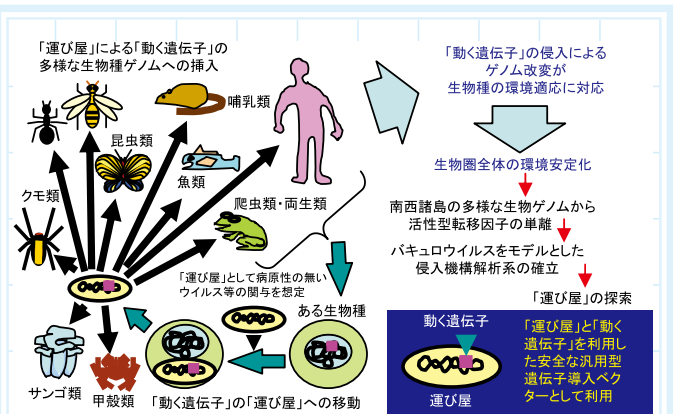 「運び屋」による「動く遺伝子」の
多様な生物種ゲノムへの挿入
哺乳類
昆虫類
魚類
クモ類
爬虫類・両生類
「運び屋」として病原性の無い
ウイルス等の関与を想定
ある生物種
サンゴ類
甲殻類
「動く遺伝子」の「運び屋」への移動
「動く遺伝子」の侵入による
ゲノム改変が
生物種の環境適応に対応
生物圏全体の環境安定化
南西諸島の多様な生物ゲノムから
活性型転移因子の単離
バキュロウイルスをモデルとした
侵入機構解析系の確立
「運び屋」の探索
動く遺伝子
運び屋
「運び屋」と「動く
遺伝子」を利用し
た安全な汎用型
遺伝子導入ベク
ターとして利用